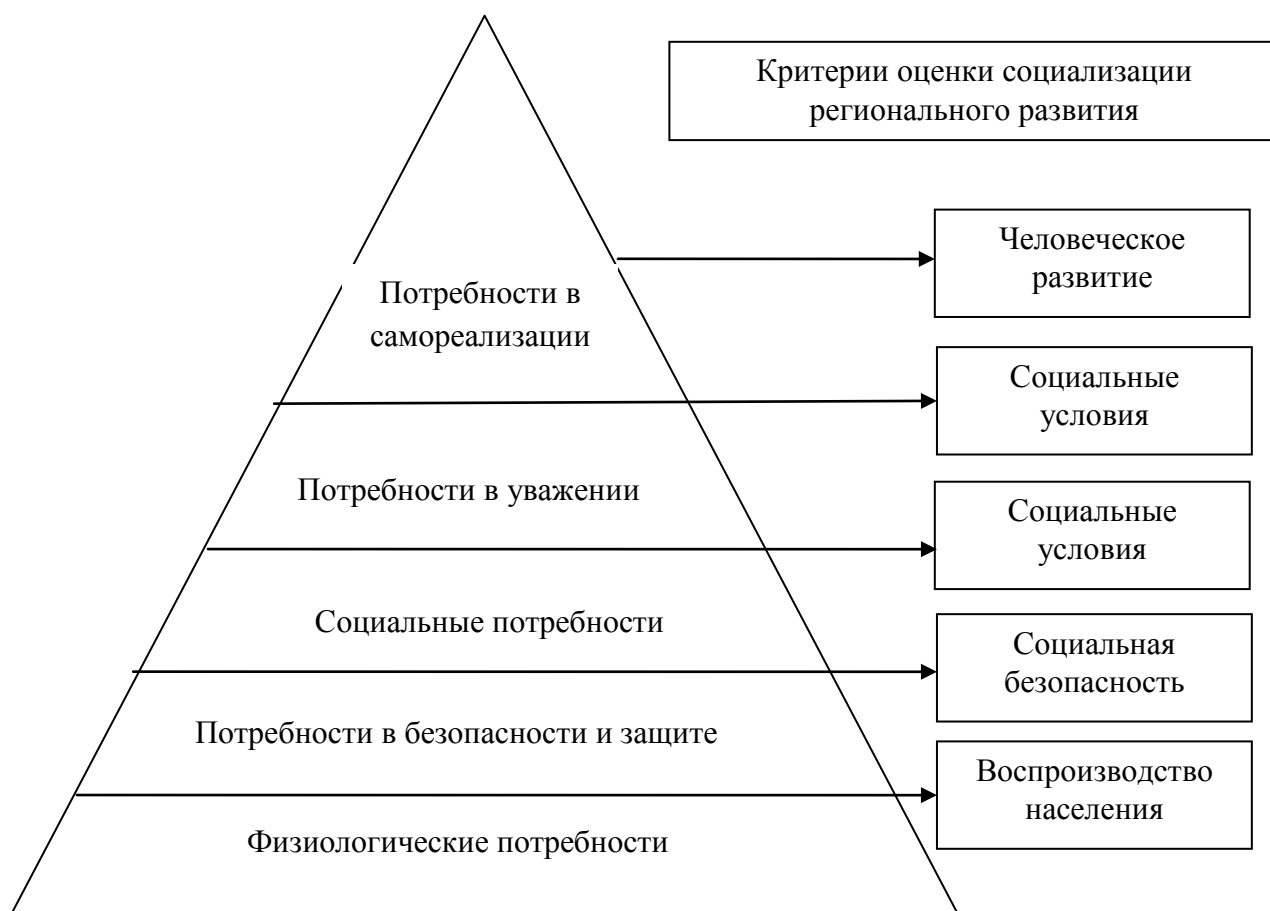 Критерии оценки социализации
регионального развития
Человеческое
развитие
Потребности в
самореализации
Социальные
условия
Потребности в уважении
Социальные
условия
Социальные потребности
Социальная
безопасность
Потребности в безопасности и защите
Воспроизводство
населения
Физиологические потребности